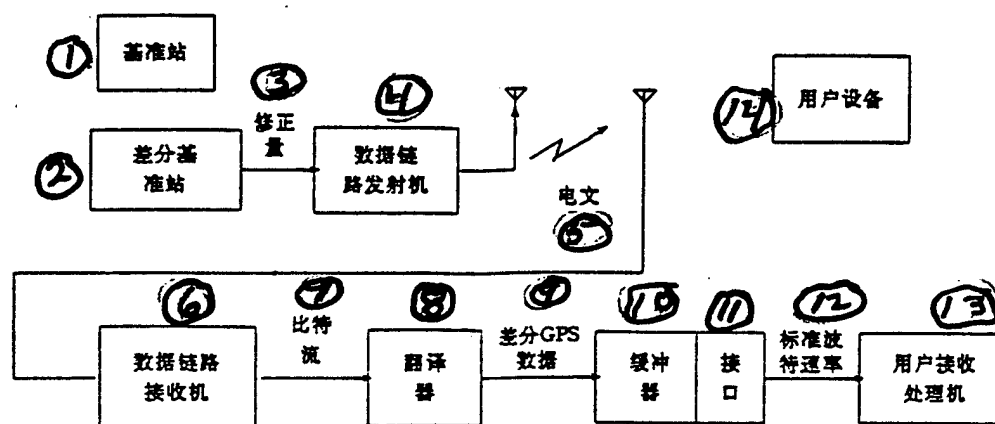 ① 基准站
③
④
修正
量
⑭ 用户设备
② 差分基
准站
数据链
路发射机
电文
⑤
⑥
⑦
⑧
⑨
⑩
⑪
⑫
⑬
数据链路
接收机
比特
流
翻译
器
差分GPS
数据
缓冲
器
接
口
标准波
特速率
用户接收
处理机